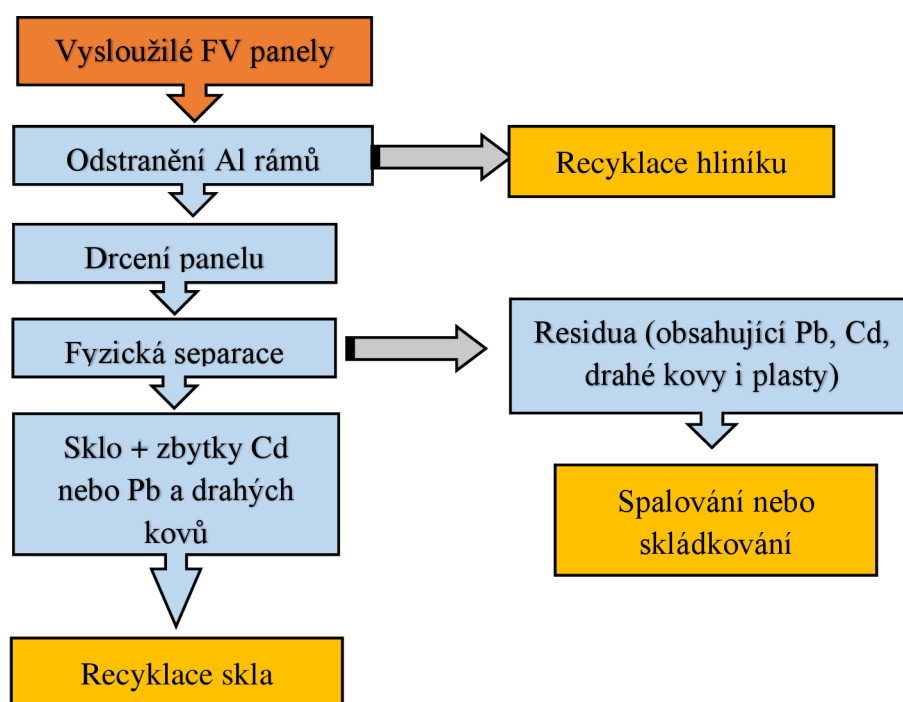 Vysloužilé FV panely
Odstranění Al rámů
Recyklace hliníku
Drcení panelu
Fyzická separace
Residua (obsahující Pb, Cd,
drahé kovy i plasty)
Sklo + zbytky Cd
nebo Pb a drahých
kovů
Spalování nebo
skládkování
Recyklace skla